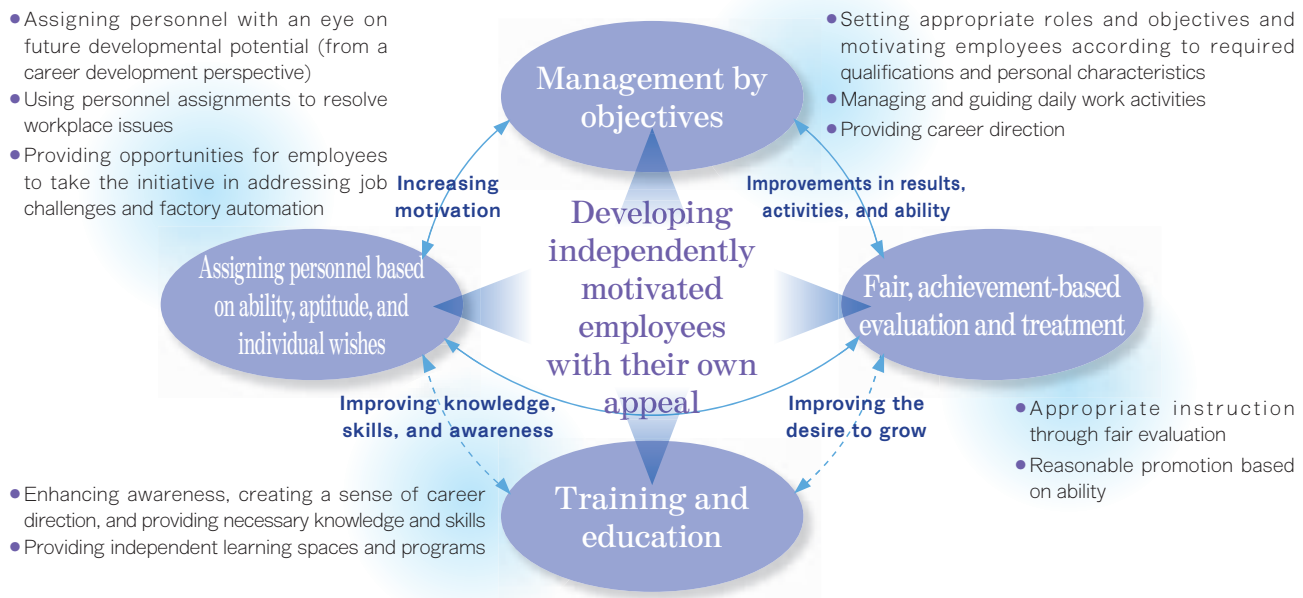 ● Assigning personnel with an eye on
future developmental potential (from a
career development perspective)
● Using personnel assignments to resolve
workplace issues
● Providing opportunities for employees
to take the initiative in addressing job
challenges and factory automation
Management by
objectives
● Setting appropriate roles and objectives and
motivating employees according to required
qualifications and personal characteristics
● Managing and guiding daily work activities
● Providing career direction
Increasing
motivation
Improvements in results,
activities, and ability
Developing
independently
motivated
employees
with their own
appeal
Assigning personnel based
on ability, aptitude, and
individual wishes
Fair, achievement-based
evaluation and treatment
Improving knowledge,
skills, and awareness
Improving the
desire to grow
● Appropriate instruction
through fair evaluation
● Reasonable promotion based
on ability
● Enhancing awareness, creating a sense of career
direction, and providing necessary knowledge and skills
● Providing independent learning spaces and programs
Training and
education